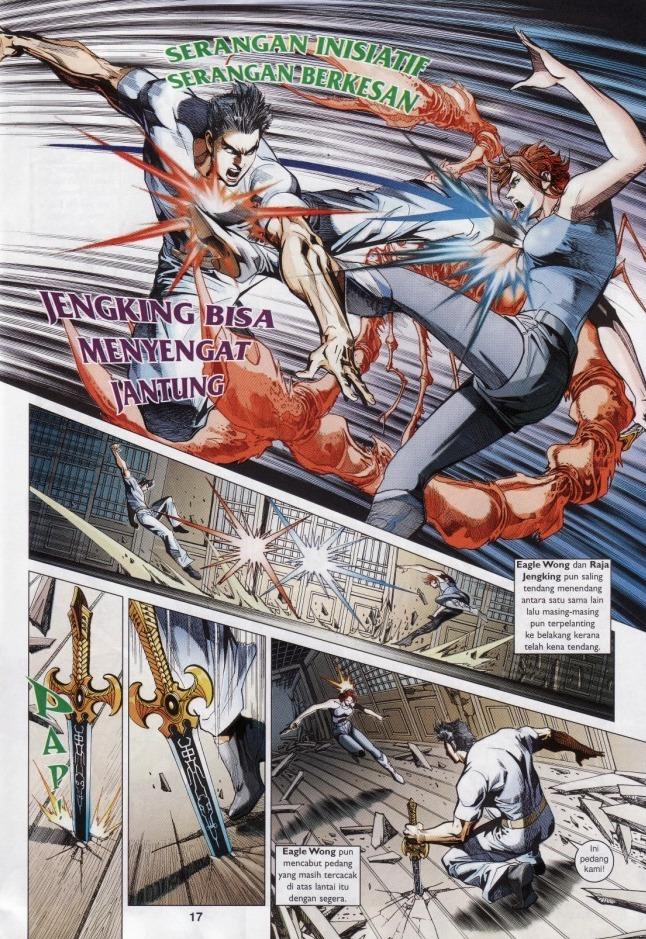 SERANGAN INISIATIF
SERANGAN BERKESAN
JENGKING BISA
MENYENGAT
JANTUNG
Eagle Wong dan Raja
Jengking pun saling
tendang menendang
antara satu sama lain
lalu masing-masing
pun terpelanting
ke belakang kerana
telah kena tendang.
PAP!
Eagle Wong pun
mencabut pedang
yang masih tercacak
di atas lantai itu
dengan segera.
Ini
pedang
kami!
17